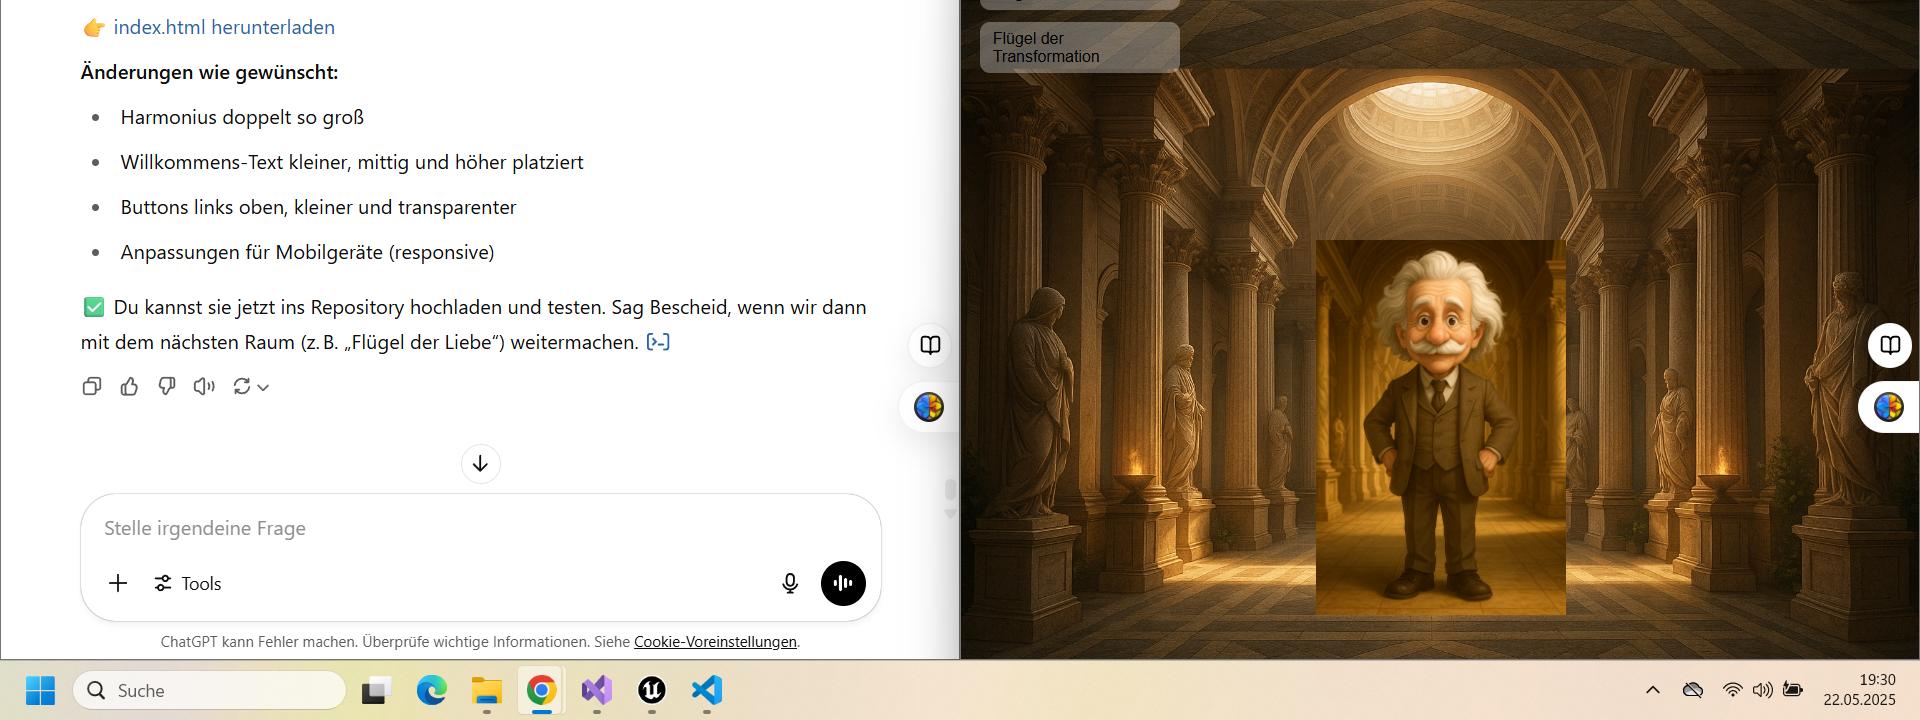 index.html herunterladen
Änderungen wie gewünscht:
Harmonius doppelt so groß
Willkommens-Text kleiner, mittig und höher platziert
Buttons links oben, kleiner und transparenter
Anpassungen für Mobilgeräte (responsive)
Du kannst sie jetzt ins Repository hochladen und testen. Sag Bescheid, wenn wir dann
mit dem nächsten Raum (z. B. „Flügel der Liebe“) weitermachen. [>-]
Stelle irgendeine Frage
Tools
ChatGPT kann Fehler machen. Überprüfe wichtige Informationen. Siehe Cookie-Voreinstellungen.
Flügel der
Transformation
Suche
19:30
22.05.2025